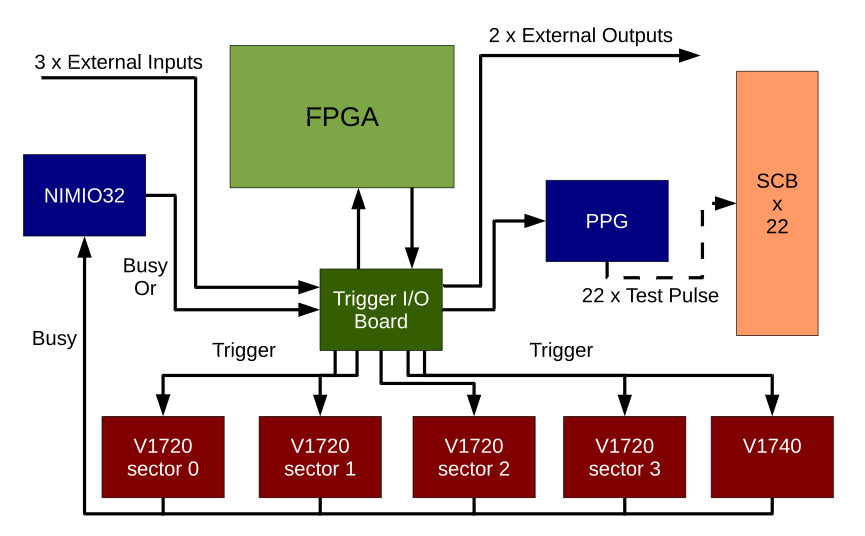 2 x External Outputs
3 x External Inputs
FPGA
NIMIO32
SCB
x
22
PPG
Busy
Or
Trigger I/O
Board
22 x Test Pulse
Busy
Trigger
Trigger
V1720
sector 0
V1720
sector 1
V1720
sector 2
V1720
sector 3
V1740